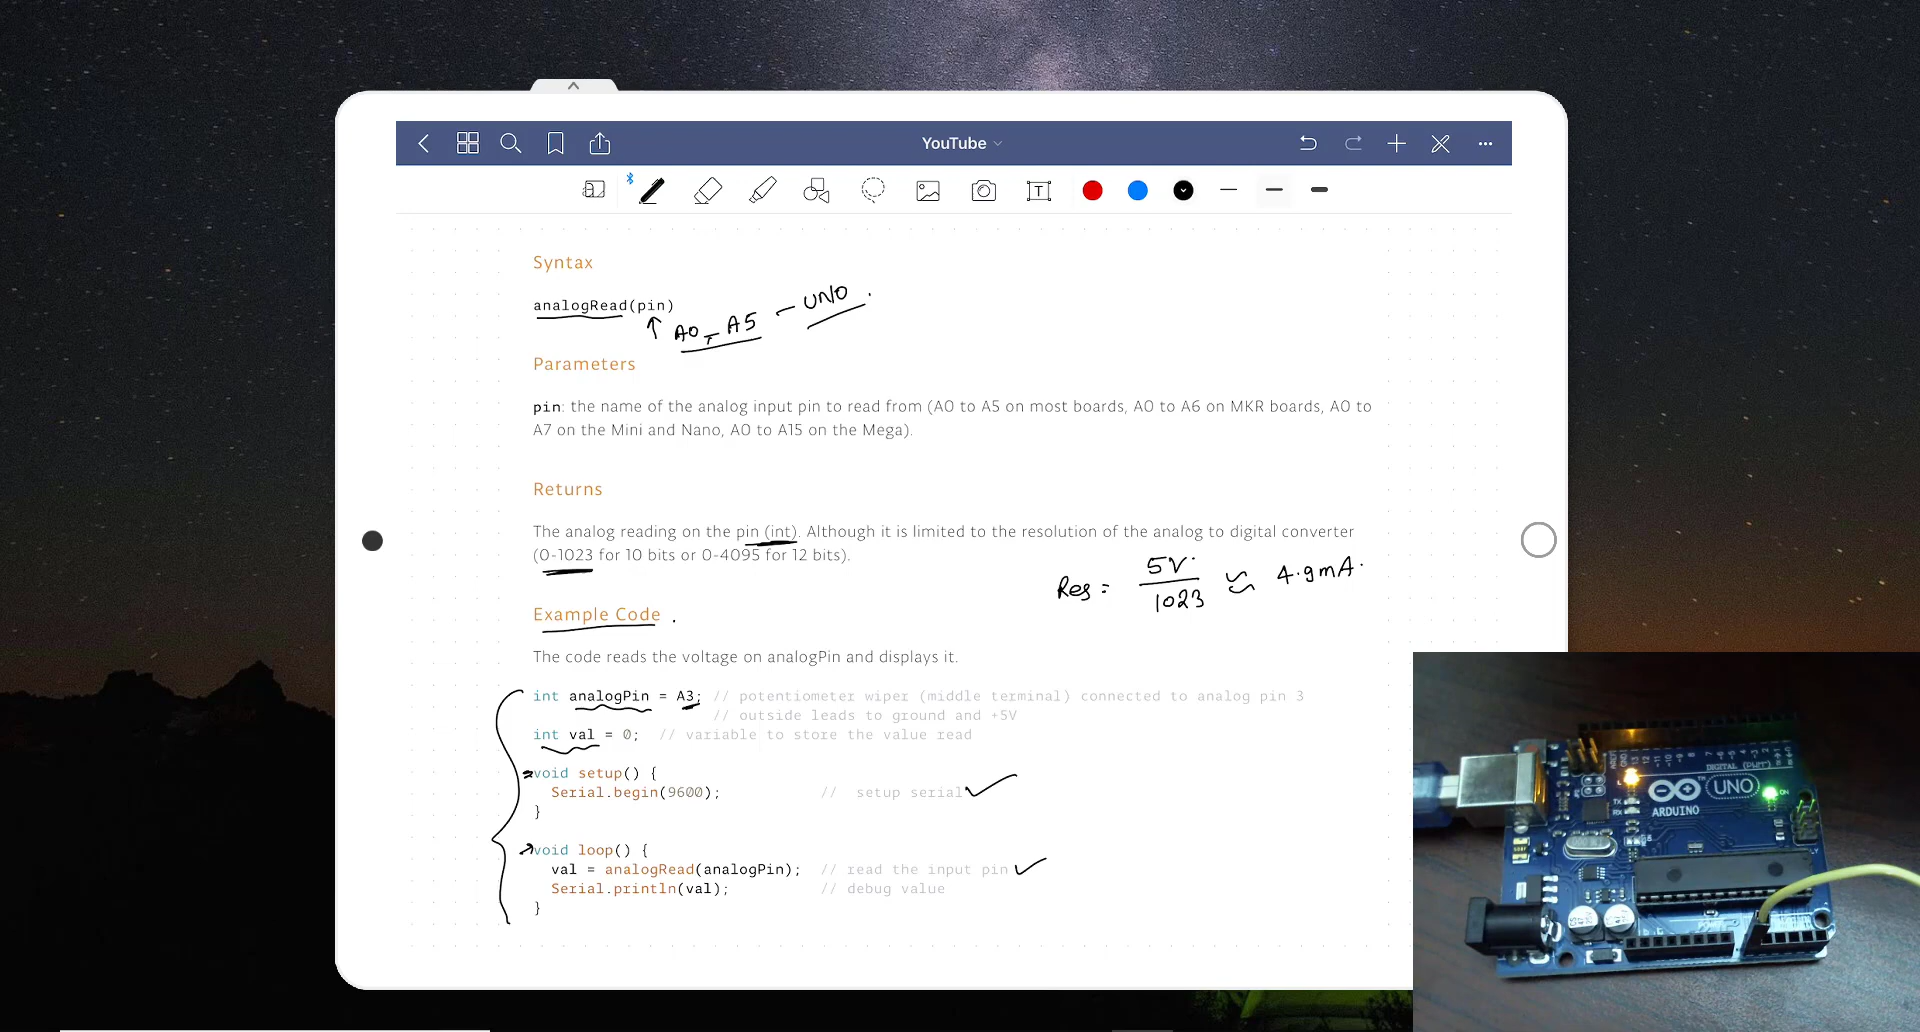 YouTube
T
Syntax
analogRead(pin)
A0 - A5 - UNO.
Parameters
pin: the name of the analog input pin to read from (A0 to A5 on most boards, A0 to A6 on MKR boards, A0 to
A7 on the Mini and Nano, A0 to A15 on the Mega).
Returns
The analog reading on the pin (int). Although it is limited to the resolution of the analog to digital converter
(0-1023 for 10 bits or 0-4095 for 12 bits).
Res = 5V / 1023 ≈ 4.9mA.
Example Code
The code reads the voltage on analogPin and displays it.
int analogPin = A3; // potentiometer wiper (middle terminal) connected to analog pin 3
// outside leads to ground and +5V
int val = 0; // variable to store the value read
void setup() {
Serial.begin(9600); // setup serial
}
void loop() {
val = analogRead(analogPin); // read the input pin
Serial.println(val); // debug value
}
DIGITAL (PWM~)
UNO
ARDUINO
TX
RX
ON